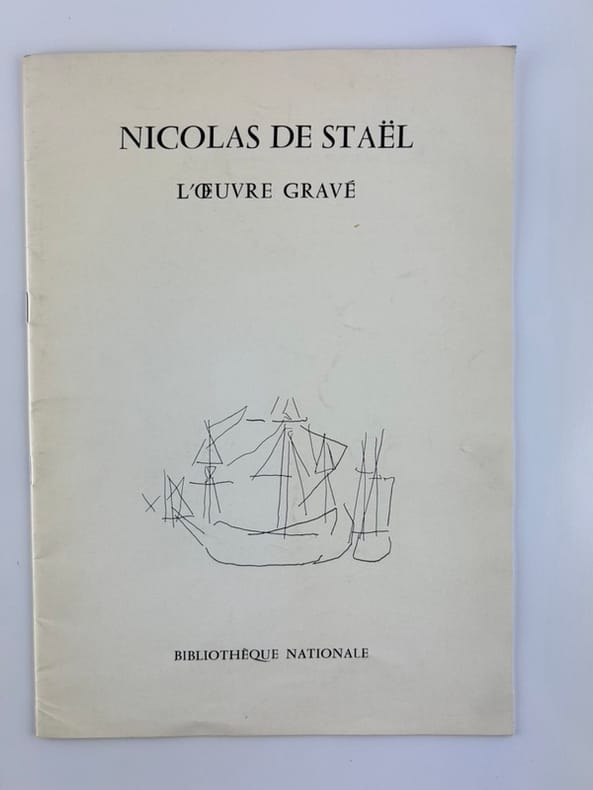 NICOLAS DE STAËL
L'ŒUVRE GRAVÉ
BIBLIOTHÈQUE NATIONALE